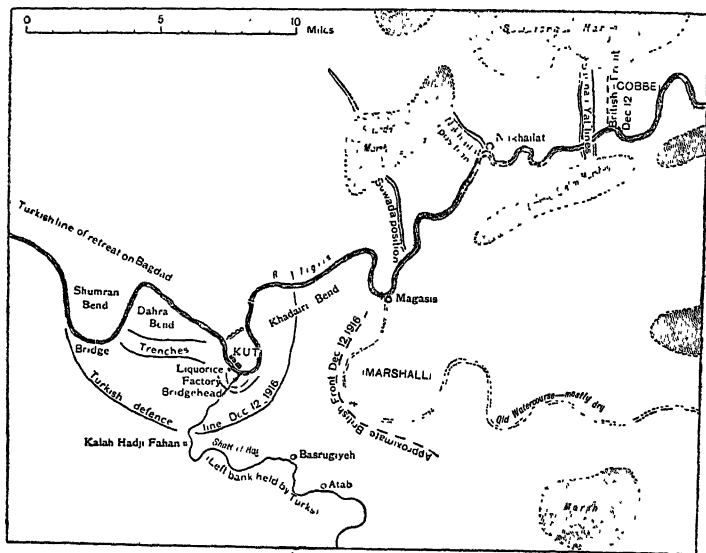 0 5 10
Miles
British Front
Dec 12
GOBBE
Marsh
position
Suwada position
Turkish line of retreat on Bagdad
R Tigris
Magasis
Khadairi Bend
Shumran
Bend
Dahra
Bend
Trenches
Bridge
KUT
Liquorice
Factory
Bridgehead
Approximate British Front Dec 12, 1916
(MARSHALL)
Old Watercourse—mostly dry
Turkish defence line Dec 12, 1916
Kalah Hadji Fahan
Shatt el Hai
Basrugiyeh
(Left bank held by Turks)
Atab
Marsh